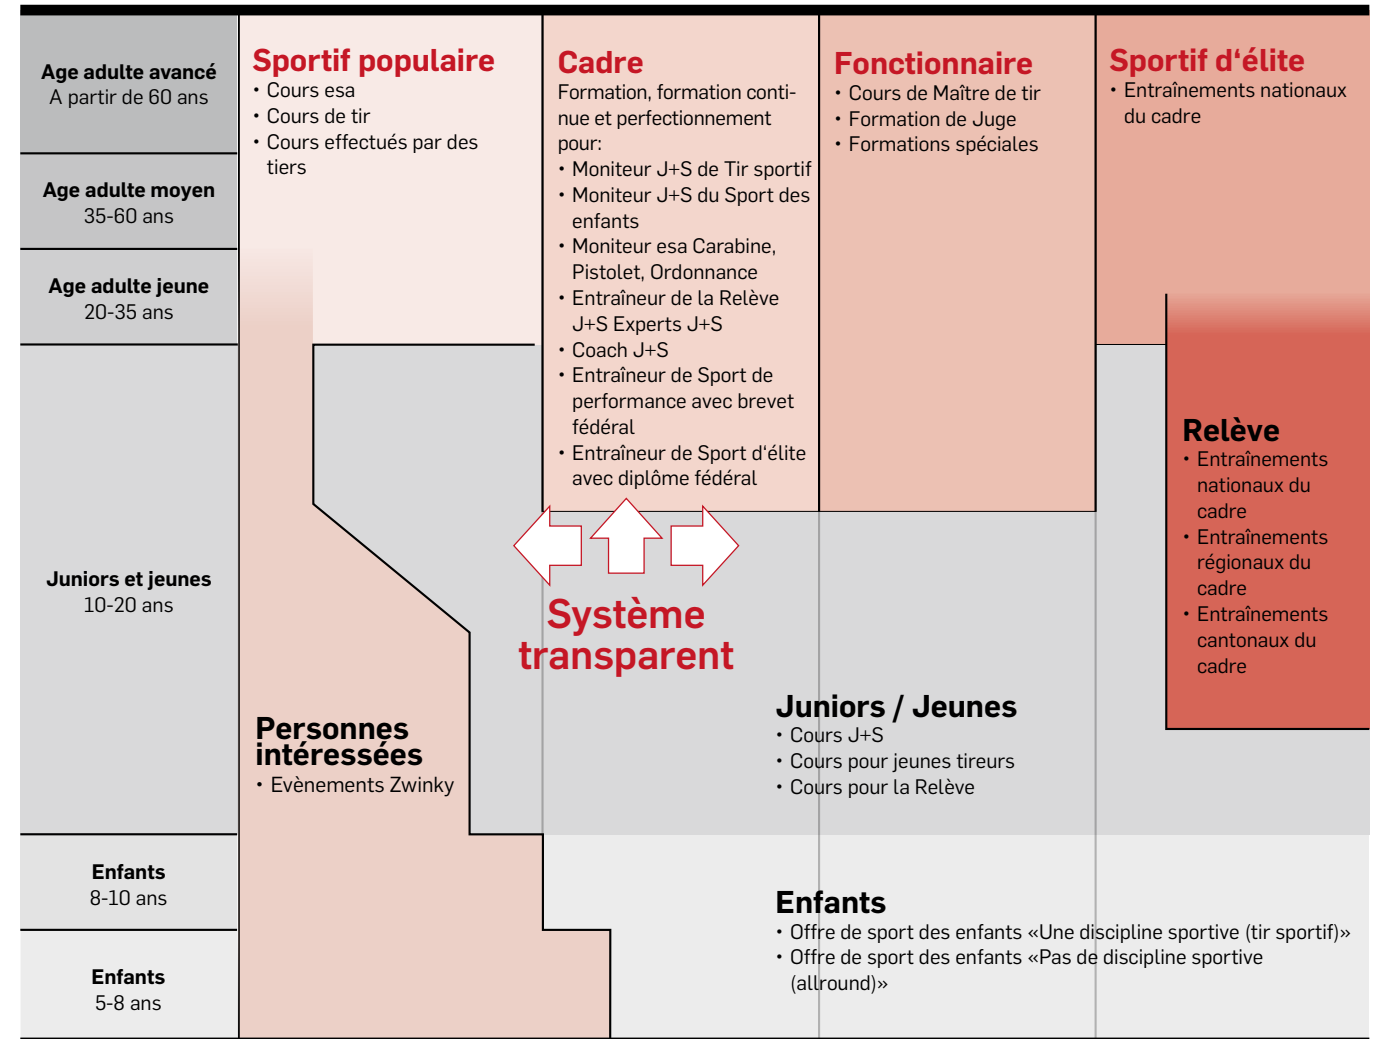 Age adulte avancé
A partir de 60 ans
Age adulte moyen
35-60 ans
Age adulte jeune
20-35 ans
Juniors et jeunes
10-20 ans
Enfants
8-10 ans
Enfants
5-8 ans
Sportif populaire
• Cours esa
• Cours de tir
• Cours effectués par des
tiers
Personnes
intéressées
• Evènements Zwinky
Cadre
Formation, formation conti-
nue et perfectionnement
pour:
• Moniteur J+S de Tir sportif
• Moniteur J+S du Sport des
enfants
• Moniteur esa Carabine,
Pistolet, Ordonnance
• Entraîneur de la Relève
J+S Experts J+S
• Coach J+S
• Entraîneur de Sport de
performance avec brevet
fédéral
• Entraîneur de Sport d‘élite
avec diplôme fédéral
Système
transparent
Fonctionnaire
• Cours de Maître de tir
• Formation de Juge
• Formations spéciales
Sportif d‘élite
• Entraînements nationaux
du cadre
Relève
• Entraînements
nationaux du
cadre
• Entraînements
régionaux du
cadre
• Entraînements
cantonaux du
cadre
Juniors / Jeunes
• Cours J+S
• Cours pour jeunes tireurs
• Cours pour la Relève
Enfants
• Offre de sport des enfants «Une discipline sportive (tir sportif)»
• Offre de sport des enfants «Pas de discipline sportive
(allround)»